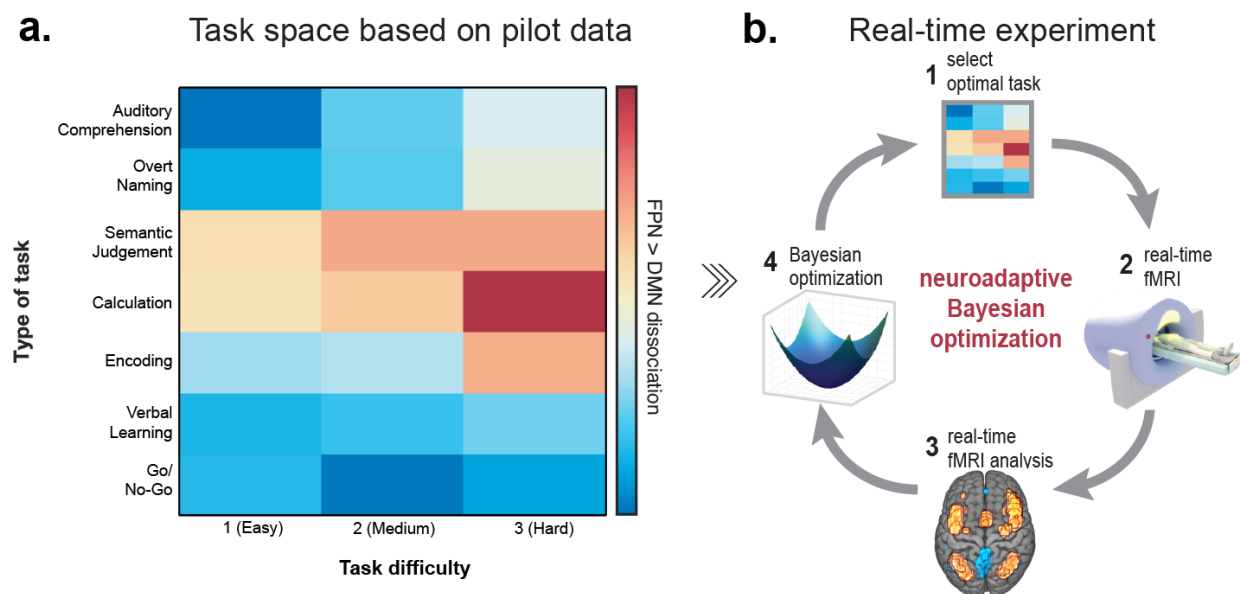 a.
Task space based on pilot data
Type of task
Auditory
Comprehension
Overt
Naming
Semantic
Judgement
Calculation
Encoding
Verbal
Learning
Go/
No-Go
1 (Easy)
2 (Medium)
3 (Hard)
Task difficulty
FPN > DMN dissociation
b.
Real-time experiment
1 select
optimal task
2 real-time
fMRI
3 real-time
fMRI analysis
4 Bayesian
optimization
neuroadaptive
Bayesian
optimization